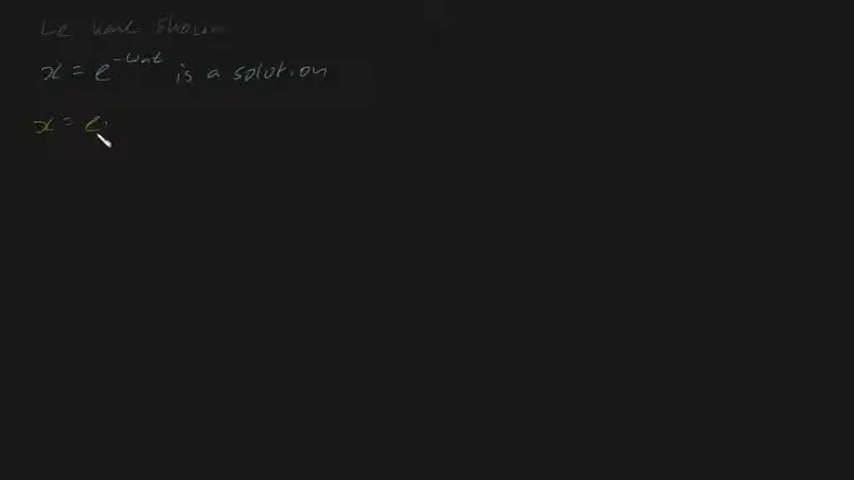 we have shown
x = e^{-ωnt} is a solution
x = e